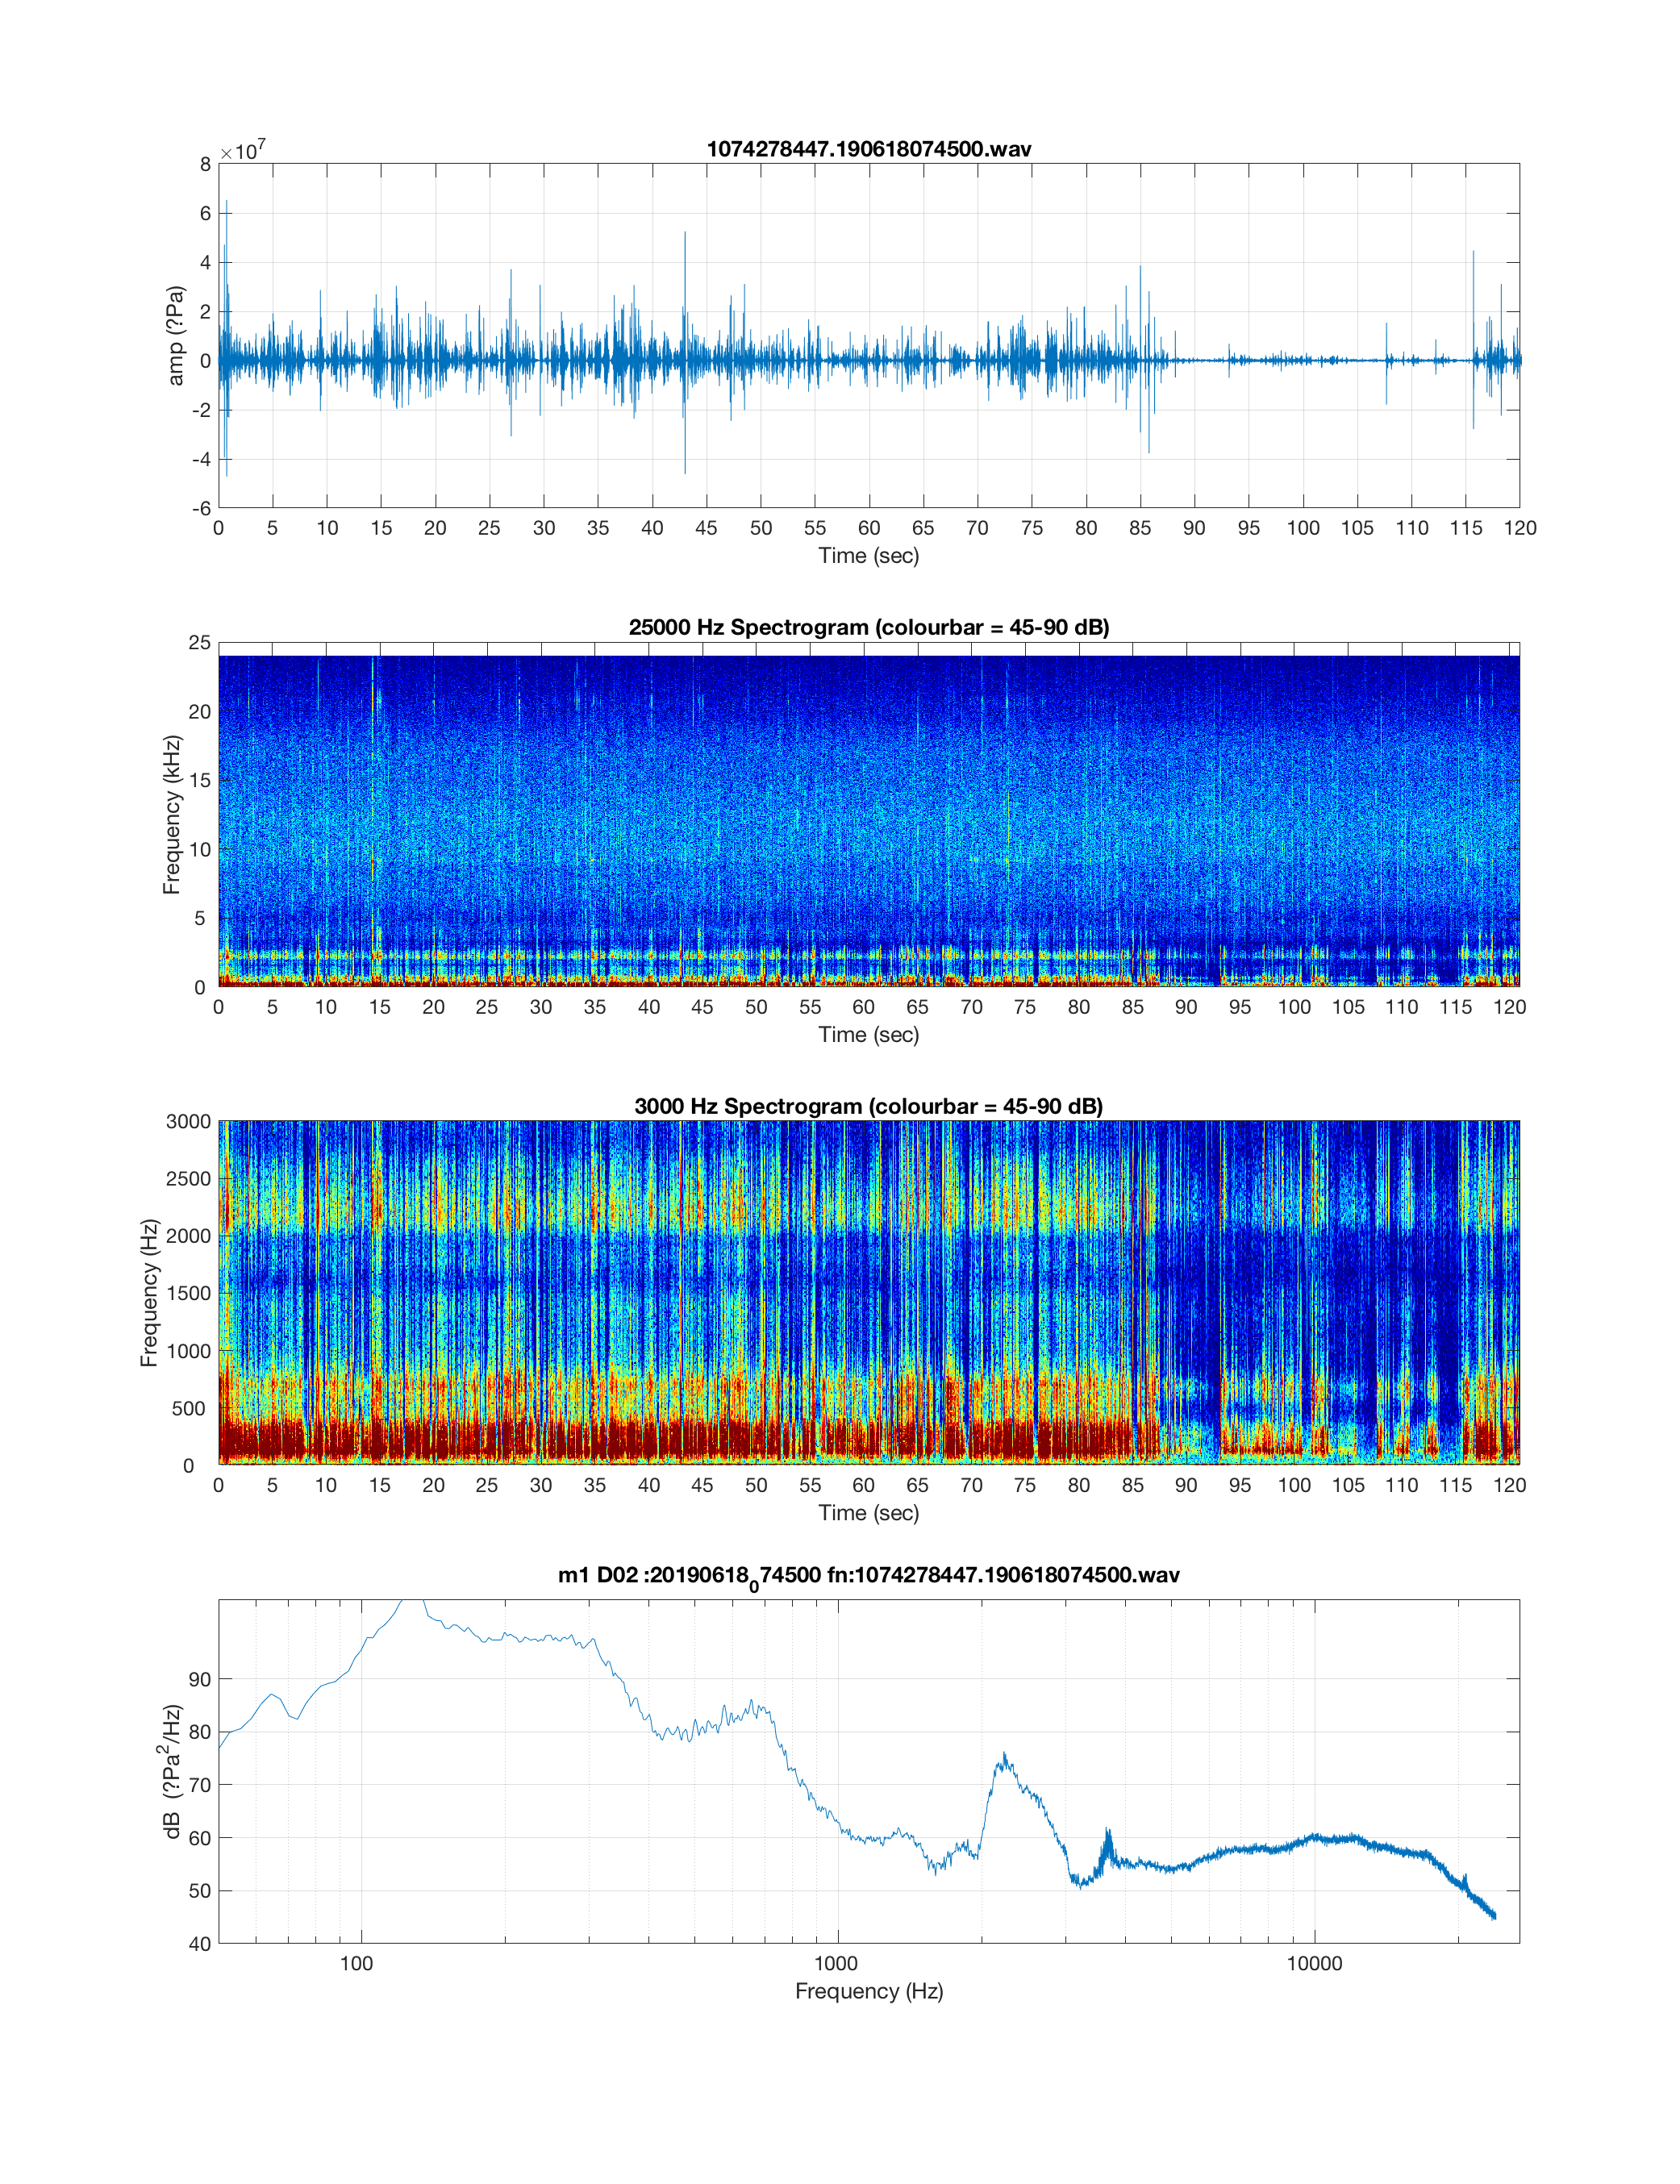 1074278447.190618074500.wav
×10^7
8
6
4
2
0
-2
-4
-6
amp (?Pa)
0 5 10 15 20 25 30 35 40 45 50 55 60 65 70 75 80 85 90 95 100 105 110 115 120
Time (sec)
25000 Hz Spectrogram (colourbar = 45-90 dB)
25
20
15
10
5
0
Frequency (kHz)
0 5 10 15 20 25 30 35 40 45 50 55 60 65 70 75 80 85 90 95 100 105 110 115 120
Time (sec)
3000 Hz Spectrogram (colourbar = 45-90 dB)
3000
2500
2000
1500
1000
500
0
Frequency (Hz)
0 5 10 15 20 25 30 35 40 45 50 55 60 65 70 75 80 85 90 95 100 105 110 115 120
Time (sec)
m1 D02 :20190618_074500 fn:1074278447.190618074500.wav
90
80
70
60
50
40
dB (?Pa^2/Hz)
100 1000 10000
Frequency (Hz)